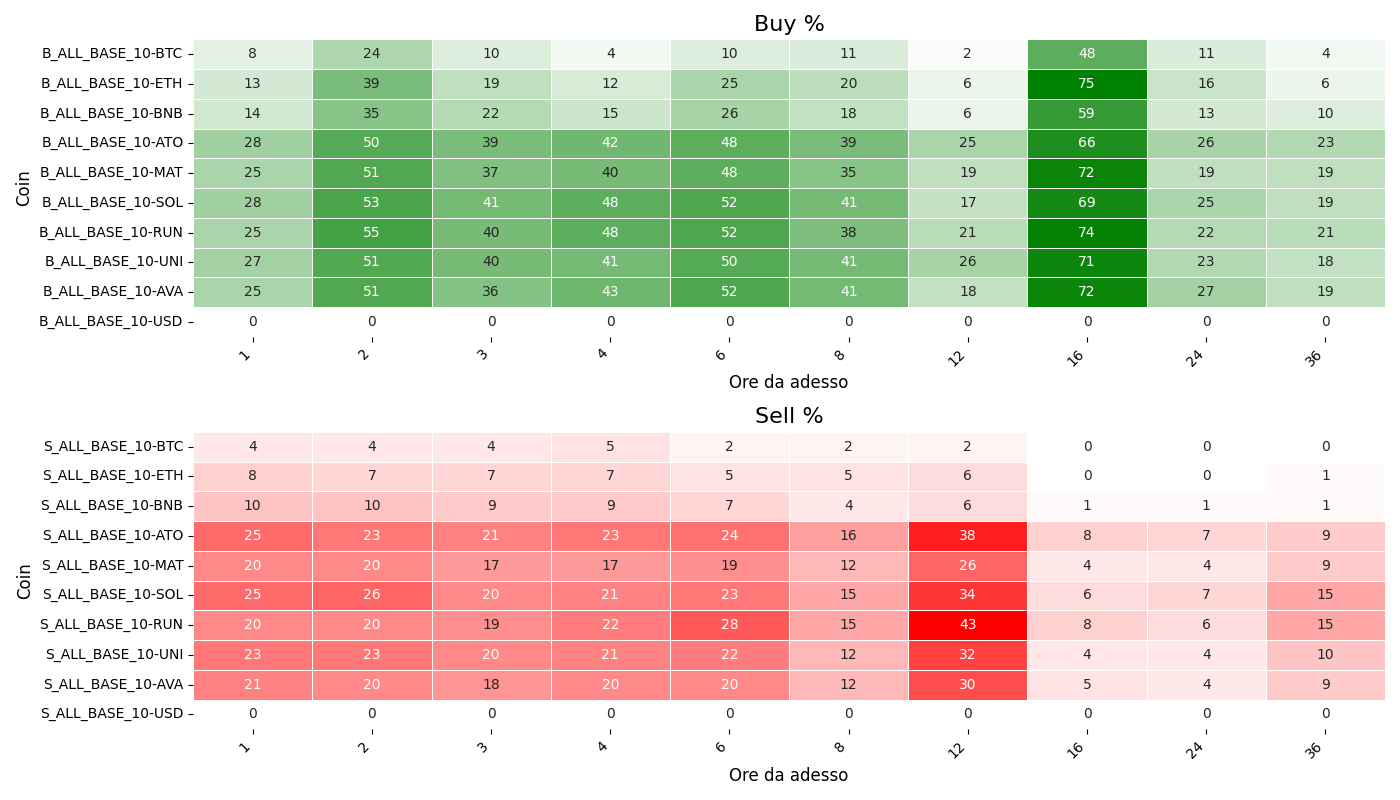 Buy %
Coin
B_ALL_BASE_10-BTC 8 24 10 4 10 11 2 48 11 4
B_ALL_BASE_10-ETH 13 39 19 12 25 20 6 75 16 6
B_ALL_BASE_10-BNB 14 35 22 15 26 18 6 59 13 10
B_ALL_BASE_10-ATO 28 50 39 42 48 39 25 66 26 23
B_ALL_BASE_10-MAT 25 51 37 40 48 35 19 72 19 19
B_ALL_BASE_10-SOL 28 53 41 48 52 41 17 69 25 19
B_ALL_BASE_10-RUN 25 55 40 48 52 38 21 74 22 21
B_ALL_BASE_10-UNI 27 51 40 41 50 41 26 71 23 18
B_ALL_BASE_10-AVA 25 51 36 43 52 41 18 72 27 19
B_ALL_BASE_10-USD 0 0 0 0 0 0 0 0 0 0
1 2 3 4 6 8 12 16 24 36
Ore da adesso
Sell %
Coin
S_ALL_BASE_10-BTC 4 4 4 5 2 2 2 0 0 0
S_ALL_BASE_10-ETH 8 7 7 7 5 5 6 0 0 1
S_ALL_BASE_10-BNB 10 10 9 9 7 4 6 1 1 1
S_ALL_BASE_10-ATO 25 23 21 23 24 16 38 8 7 9
S_ALL_BASE_10-MAT 20 20 17 17 19 12 26 4 4 9
S_ALL_BASE_10-SOL 25 26 20 21 23 15 34 6 7 15
S_ALL_BASE_10-RUN 20 20 19 22 28 15 43 8 6 15
S_ALL_BASE_10-UNI 23 23 20 21 22 12 32 4 4 10
S_ALL_BASE_10-AVA 21 20 18 20 20 12 30 5 4 9
S_ALL_BASE_10-USD 0 0 0 0 0 0 0 0 0 0
1 2 3 4 6 8 12 16 24 36
Ore da adesso